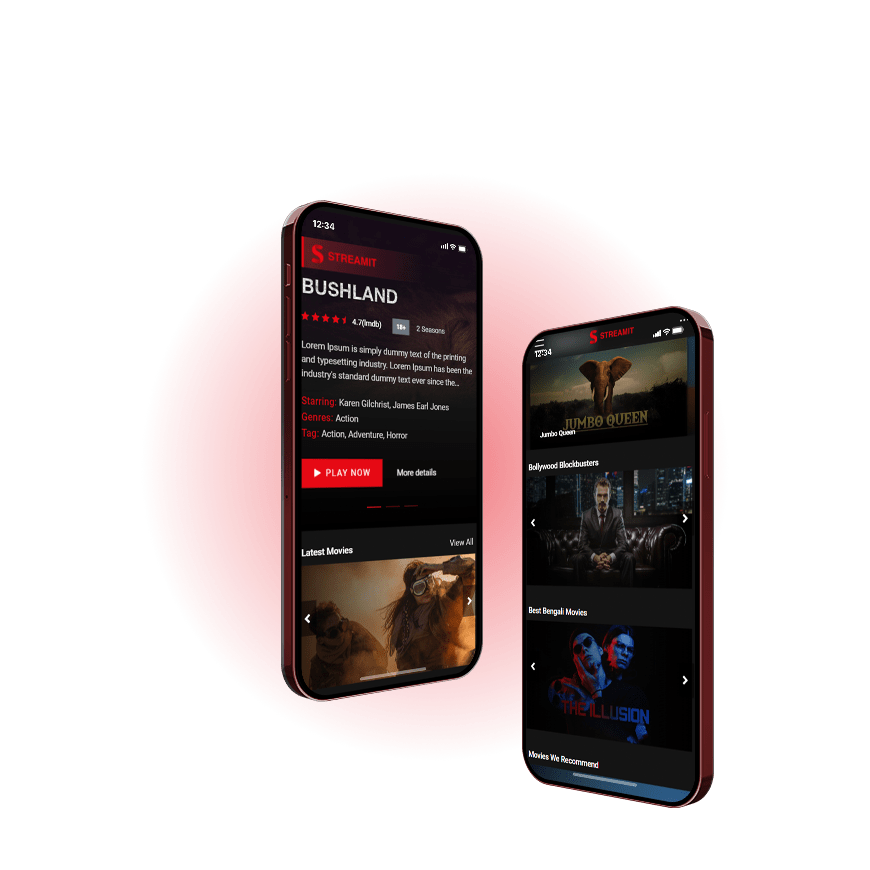 12:34
STREAMIT
BUSHLAND
4.7(Imdb) 18+ 2 Seasons
Lorem Ipsum is simply dummy text of the printing
and typesetting industry. Lorem Ipsum has been the
industry's standard dummy text ever since the...
Starring: Karen Gilchrist, James Earl Jones
Genres: Action
Tag: Action, Adventure, Horror
PLAY NOW More details
Latest Movies View All
12:34
STREAMIT
JUMBO QUEEN
Jumbo Queen
Bollywood Blockbusters
Best Bengali Movies
THE ILLUSION
Movies We Recommend